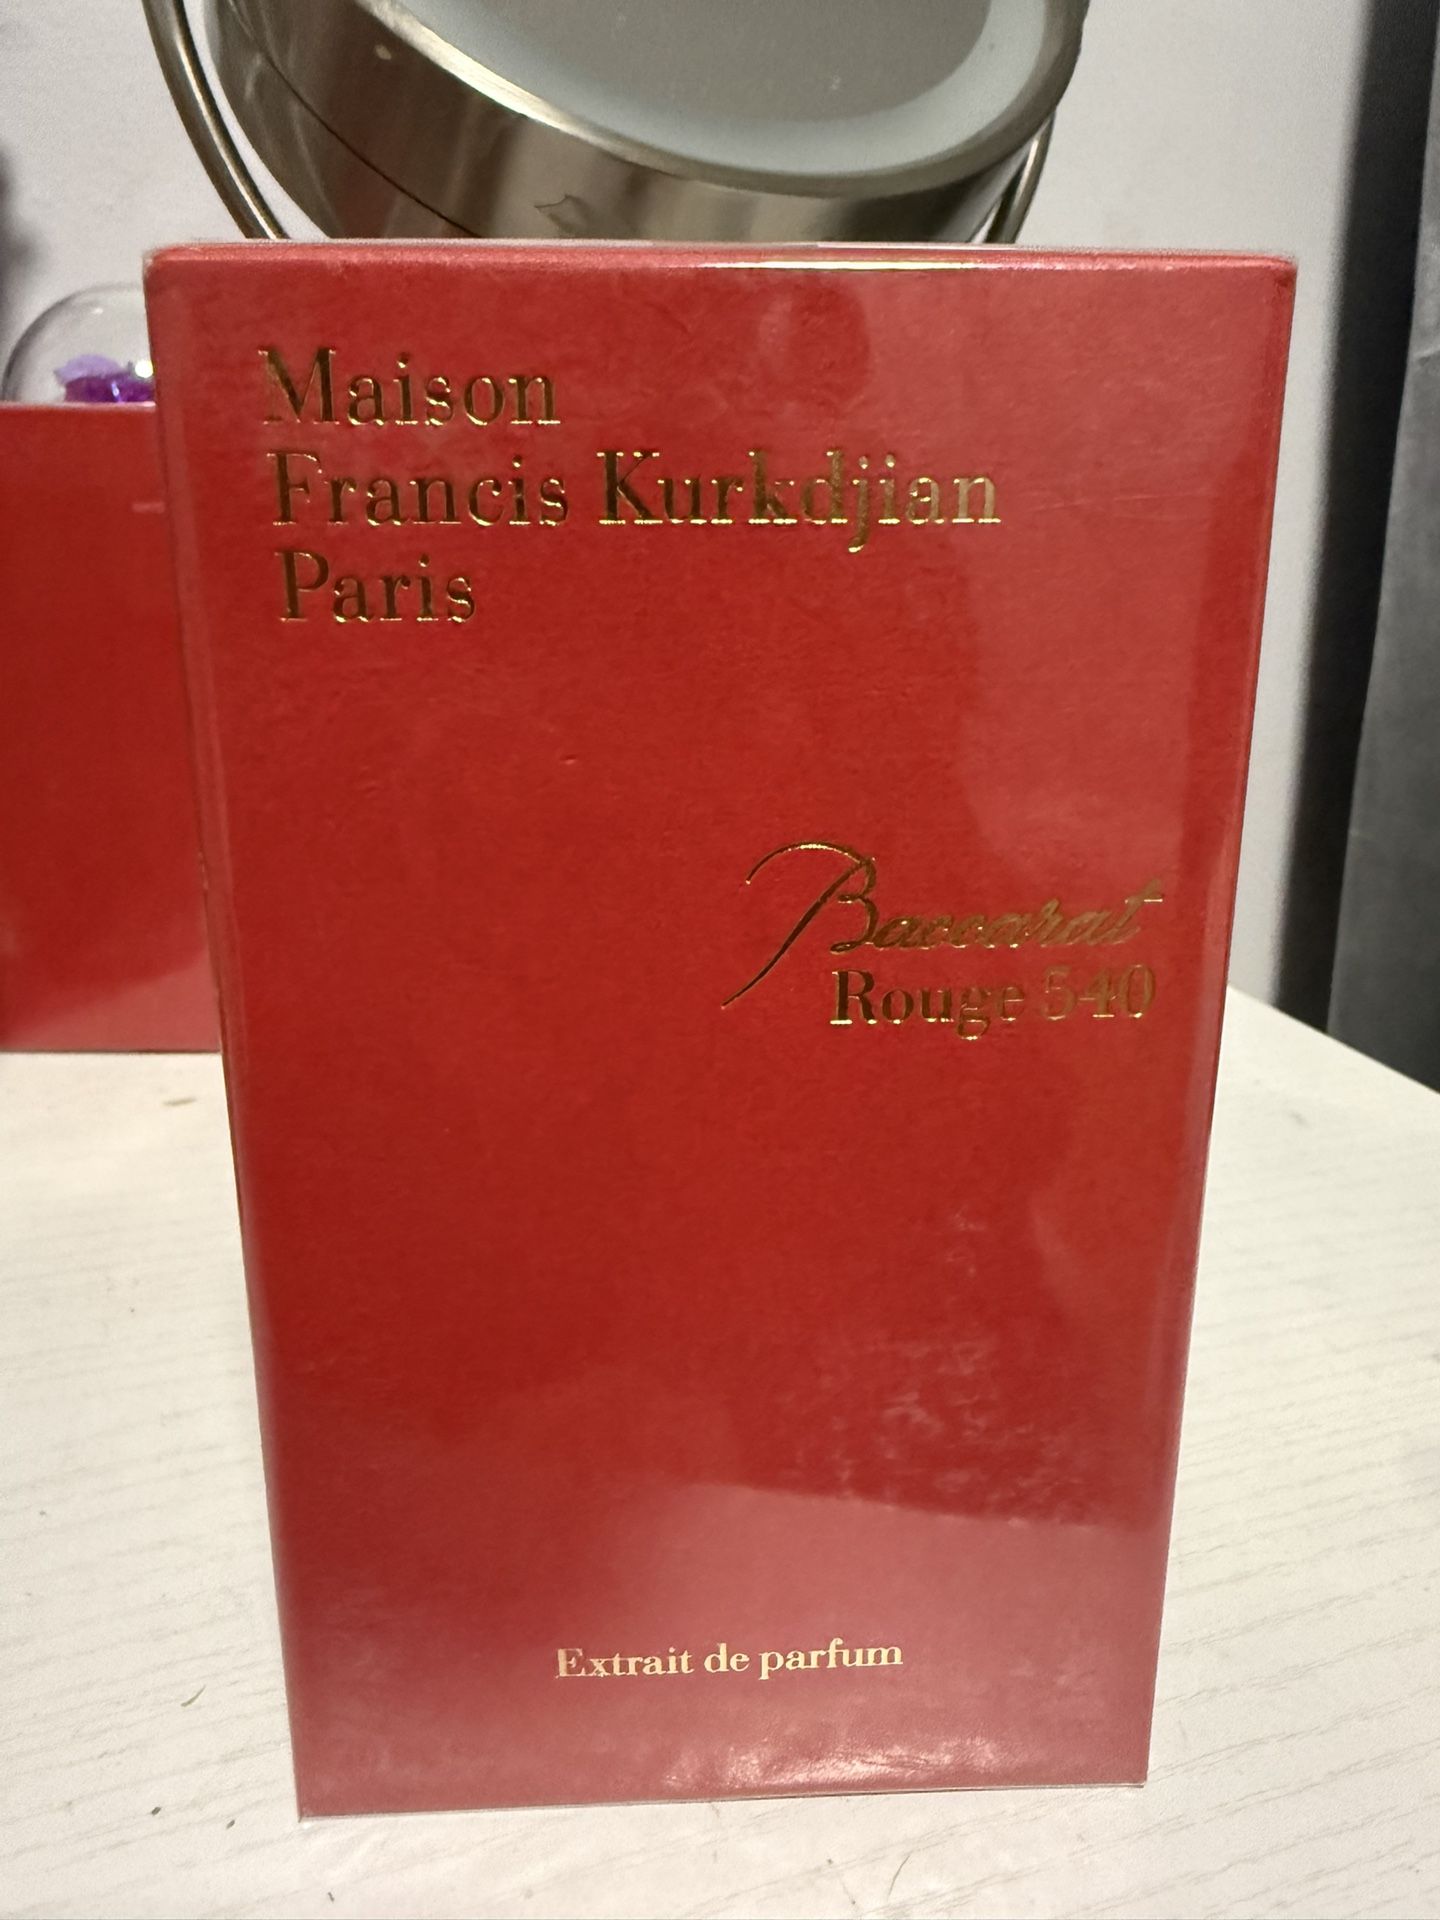 Maison
Francis Kurkdjian
Paris
Baccarat
Rouge 540
Extrait de parfum